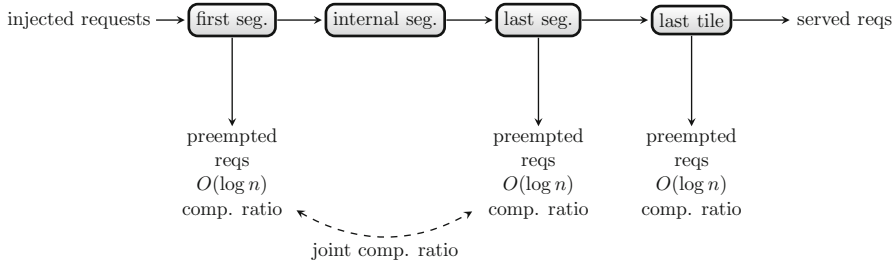 injected requests first seg. internal seg. last seg. last tile served reqs
preempted preempted preempted
reqs reqs reqs
O(log n) O(log n) O(log n)
comp. ratio comp. ratio comp. ratio
joint comp. ratio